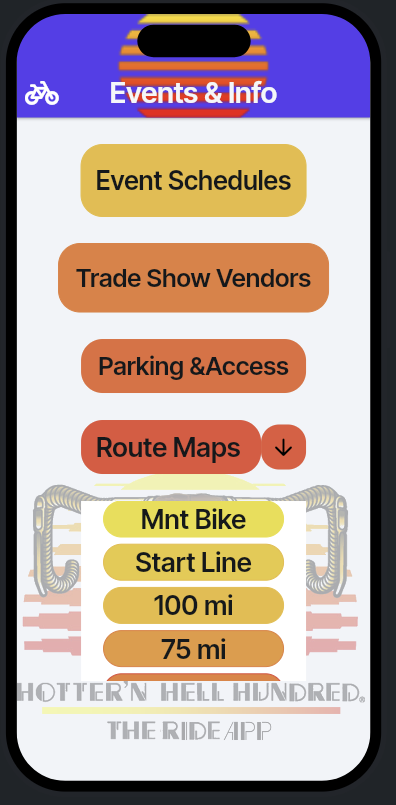 Events & Info
Event Schedules
Trade Show Vendors
Parking &Access
Route Maps
Mnt Bike
Start Line
100 mi
75 mi
HOTTER'N HELL HUNDRED®
THE RIDE APP